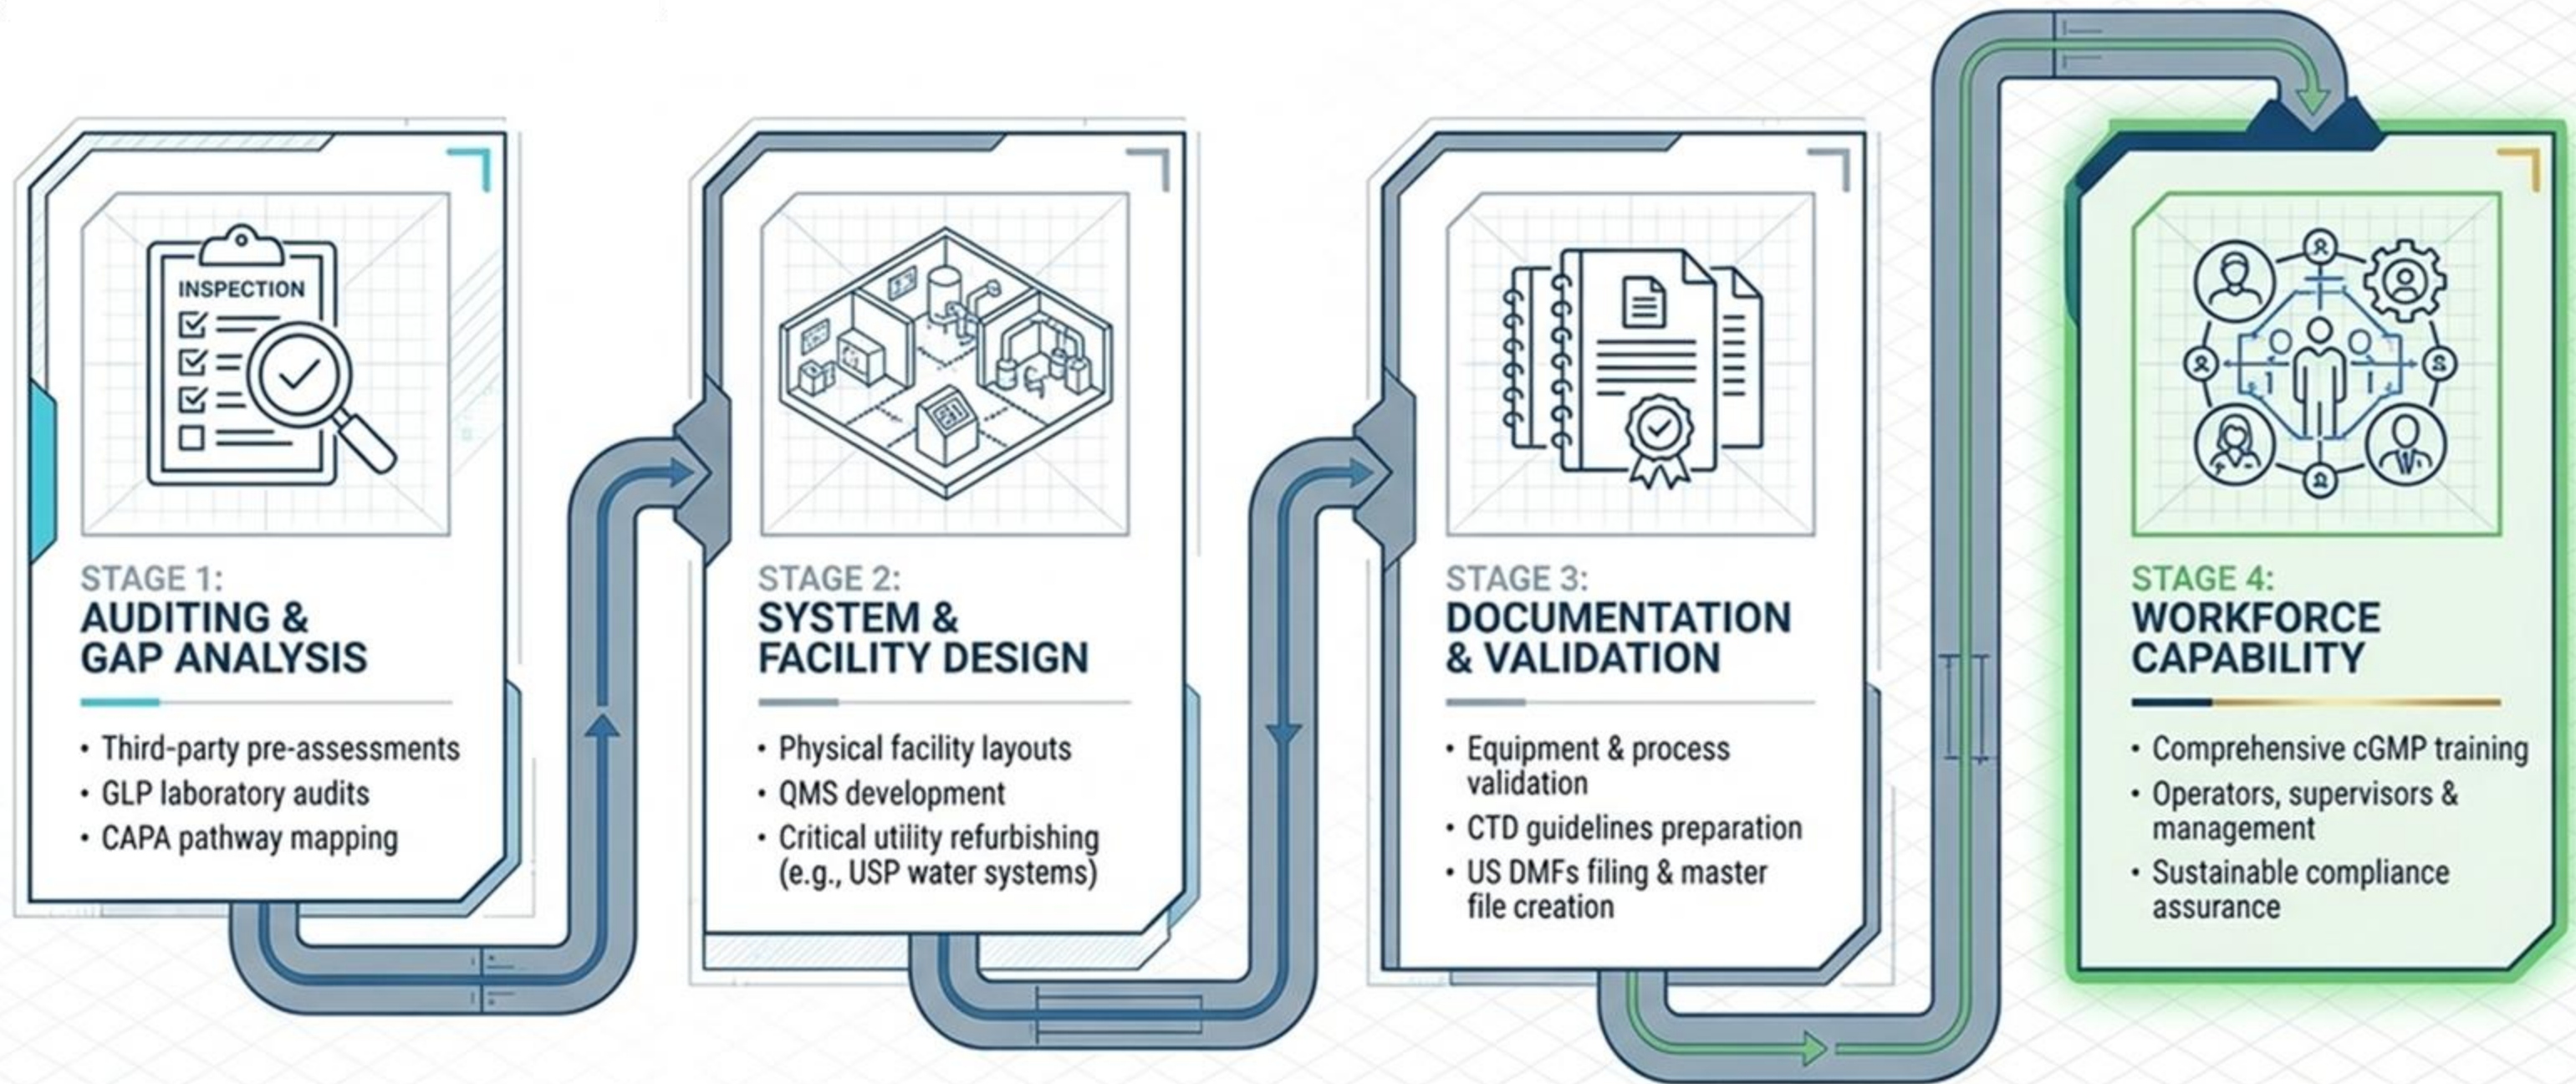 INSPECTION
STAGE 1:
AUDITING &
GAP ANALYSIS
• Third-party pre-assessments
• GLP laboratory audits
• CAPA pathway mapping
STAGE 2:
SYSTEM &
FACILITY DESIGN
• Physical facility layouts
• QMS development
• Critical utility refurbishing
(e.g., USP water systems)
STAGE 3:
DOCUMENTATION
& VALIDATION
• Equipment & process
validation
• CTD guidelines preparation
• US DMFs filing & master
file creation
STAGE 4:
WORKFORCE
CAPABILITY
• Comprehensive cGMP training
• Operators, supervisors &
management
• Sustainable compliance
assurance